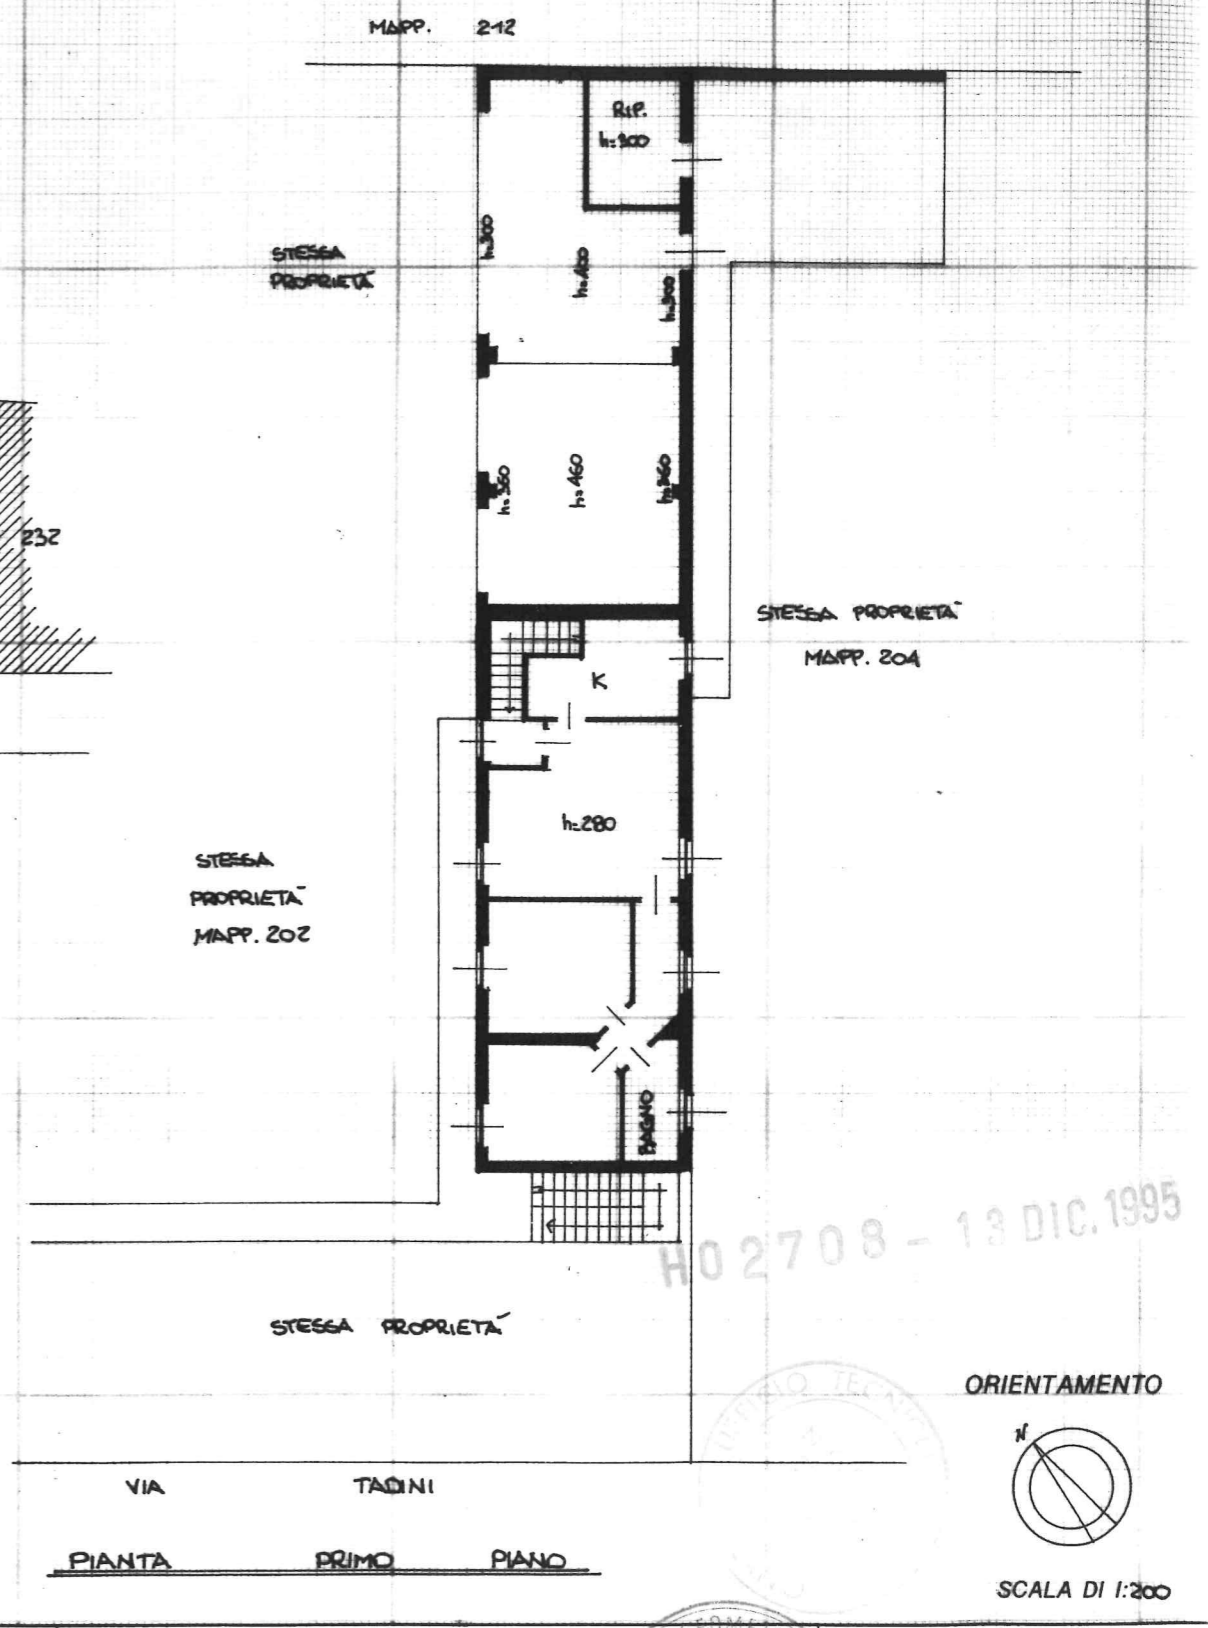 MAPP. 212
RIP.
h=300
h=300
h=400
h=300
STESSA
PROPRIETÀ
h=360
h=460
h=360
232
STESSA PROPRIETÀ
MAPP. 204
K
h=280
STESSA
PROPRIETÀ
MAPP. 202
BAGNO
H02708 - 13 DIC. 1995
STESSA PROPRIETÀ
UFFICIO TECNICO
ORIENTAMENTO
N
VIA TADINI
PIANTA PRIMO PIANO
SCALA DI 1:200